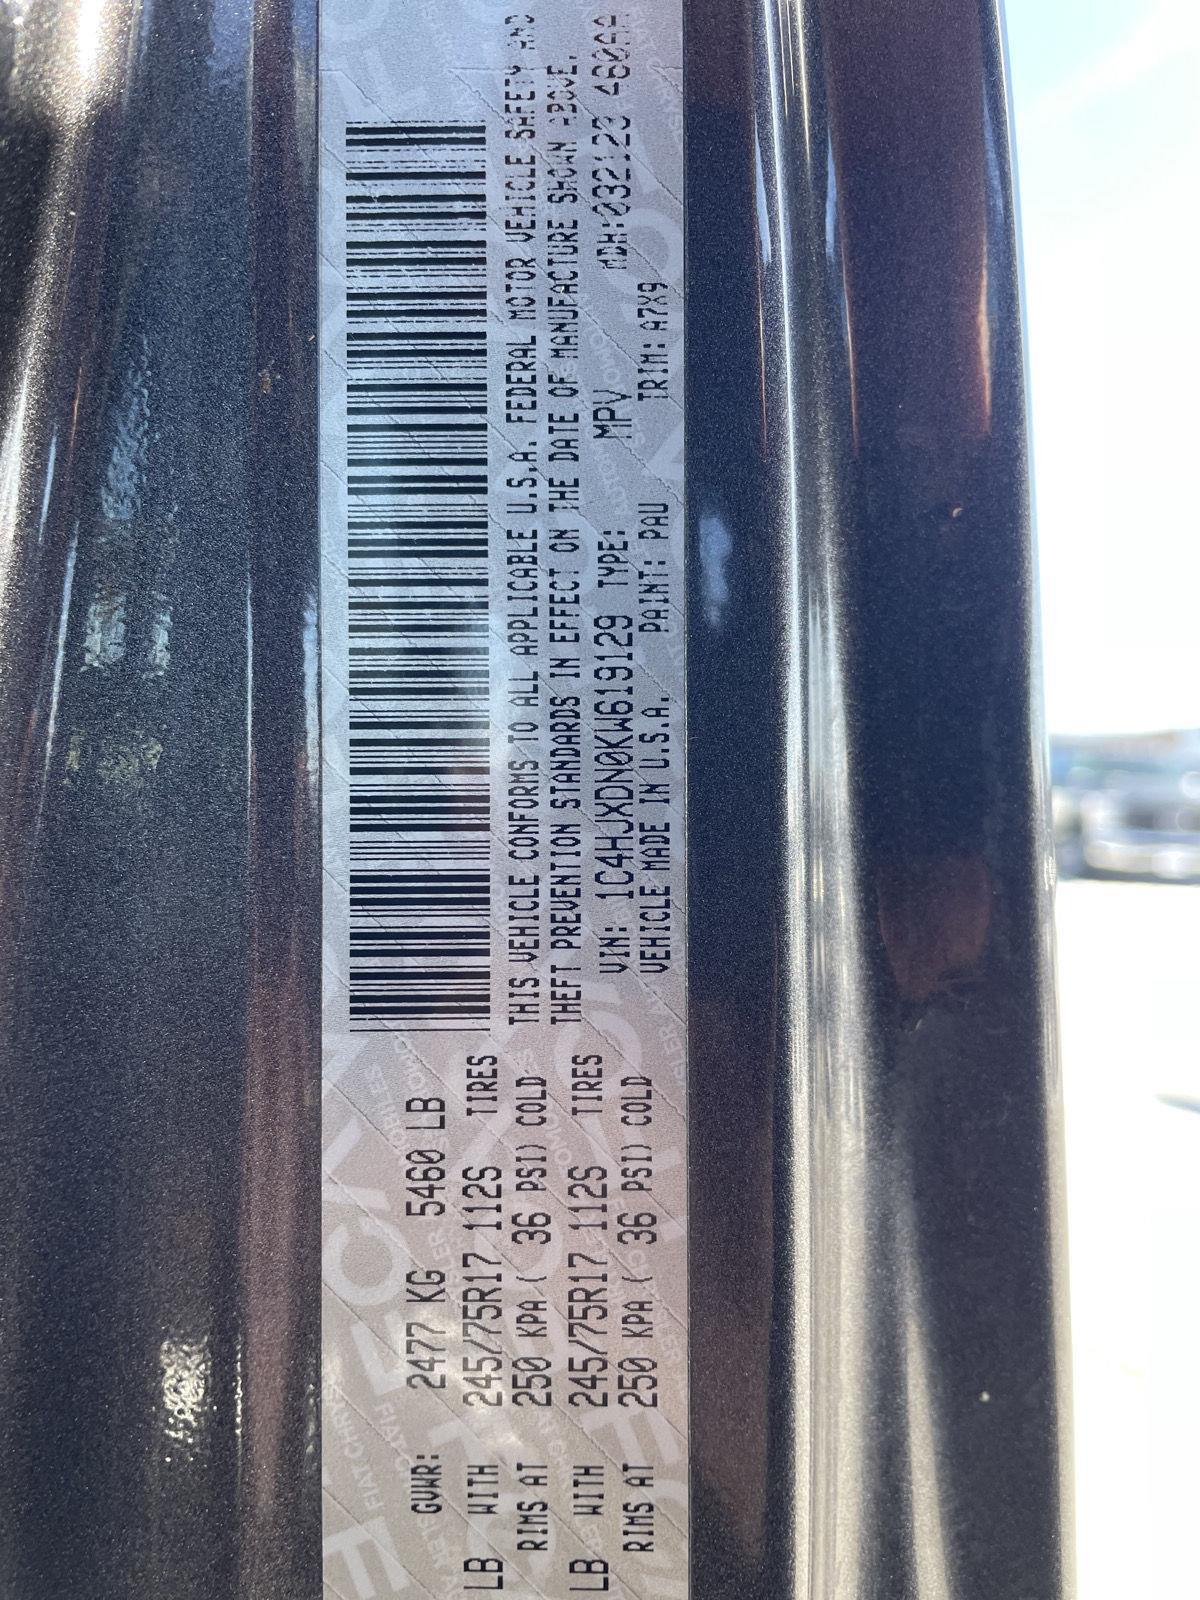 GVWR: 2477 KG 5460 LB
LB WITH 245/75R17 112S TIRES
RIMS AT 250 KPA( 36 PSI) COLD
LB WITH 245/75R17 112S TIRES
RIMS AT 250 KPA( 36 PSI) COLD
THIS VEHICLE CONFORMS TO ALL APPLICABLE U.S.A. FEDERAL MOTOR VEHICLE SAFETY AND
THEFT PREVENTION STANDARDS IN EFFECT ON THE DATE OF MANUFACTURE SHOWN ABOVE.
VIN: 1C4HJXDN0KW619129 TYPE: MPV MDH:032123 460AA
VEHICLE MADE IN U.S.A. PAINT: PAU TRIM: A7X9